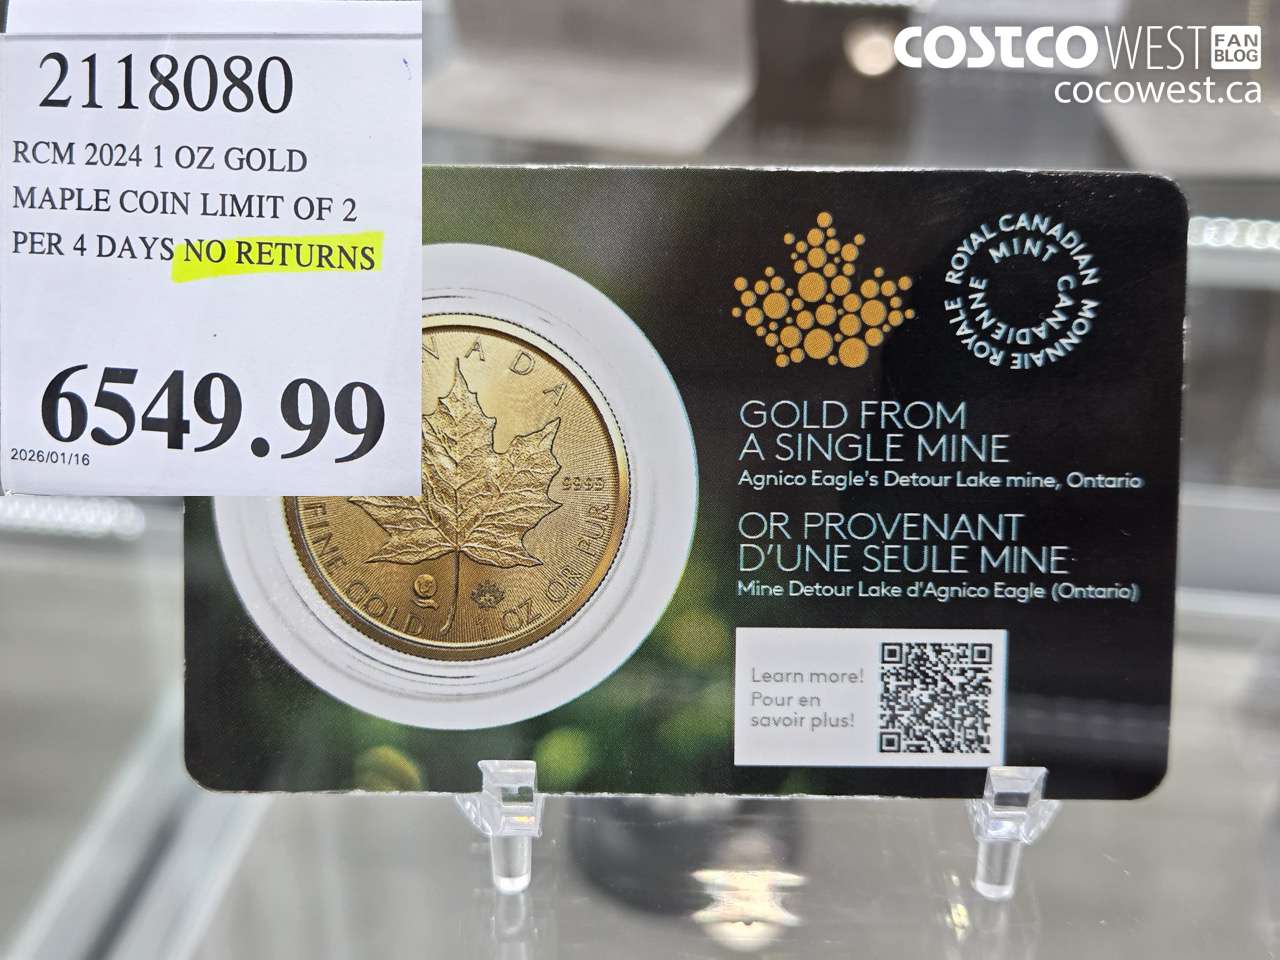 COSTCO WEST FAN BLOG
cocowest.ca
2118080
RCM 2024 1 OZ GOLD
MAPLE COIN LIMIT OF 2
PER 4 DAYS NO RETURNS
6549.99
2026/01/16
ROYAL CANADIAN MINT
MONNAIE ROYALE CANADIENNE
GOLD FROM
A SINGLE MINE
Agnico Eagle's Detour Lake mine, Ontario
OR PROVENANT
D'UNE SEULE MINE
Mine Detour Lake d'Agnico Eagle (Ontario)
Learn more!
Pour en
savoir plus!
NADA
9999
FINE GOLD 1 OZ OR PUR